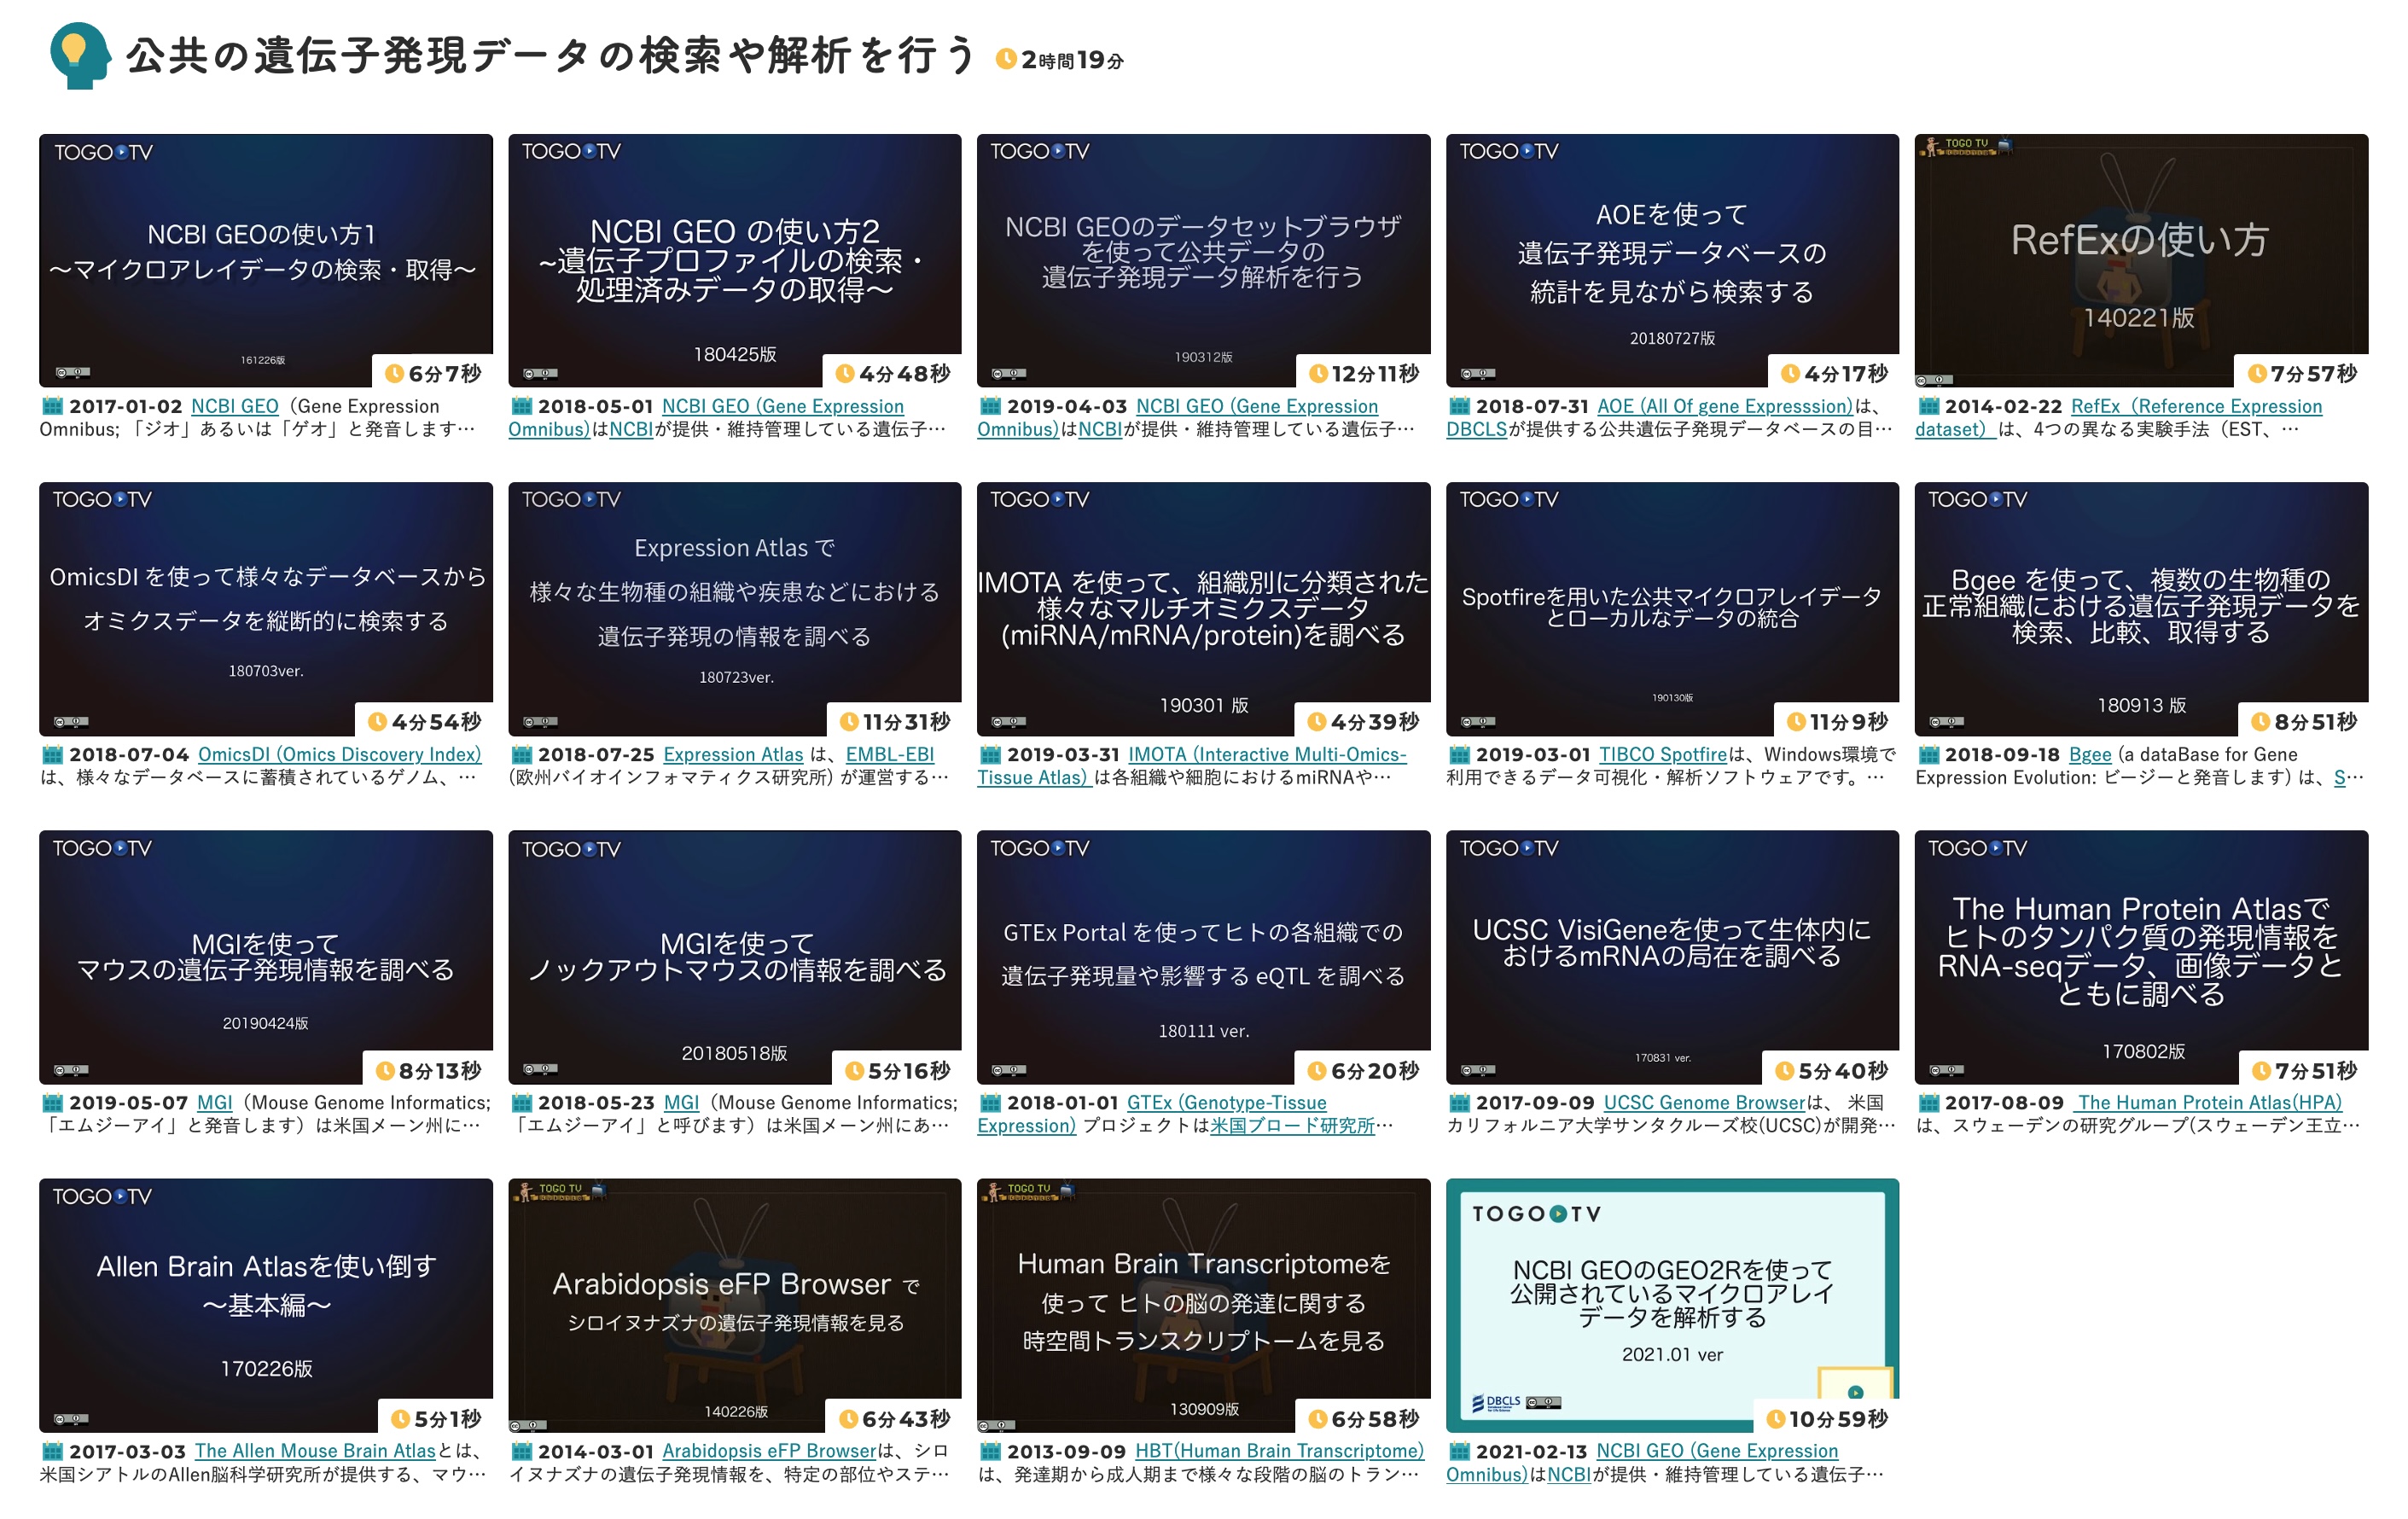 公共の遺伝子発現データの検索や解析を行う 2時間19分
TOGO TV
NCBI GEOの使い方1
～マイクロアレイデータの検索・取得～
161226版
6分7秒
2017-01-02 NCBI GEO（Gene Expression
Omnibus; 「ジオ」あるいは「ゲオ」と発音します…
TOGO TV
NCBI GEO の使い方2
~遺伝子プロファイルの検索・
処理済みデータの取得～
180425版
4分48秒
2018-05-01 NCBI GEO (Gene Expression
Omnibus)はNCBIが提供・維持管理している遺伝子…
TOGO TV
NCBI GEOのデータセットブラウザ
を使って公共データの
遺伝子発現データ解析を行う
190312版
12分11秒
2019-04-03 NCBI GEO (Gene Expression
Omnibus)はNCBIが提供・維持管理している遺伝子…
TOGO TV
AOEを使って
遺伝子発現データベースの
統計を見ながら検索する
20180727版
4分17秒
2018-07-31 AOE (All Of gene Expresssion)は、
DBCLSが提供する公共遺伝子発現データベースの目…
TOGO TV
RefExの使い方
140221版
7分57秒
2014-02-22 RefEx（Reference Expression
dataset） は、4つの異なる実験手法（EST、…
TOGO TV
OmicsDI を使って様々なデータベースから
オミクスデータを縦断的に検索する
180703ver.
4分54秒
2018-07-04 OmicsDI (Omics Discovery Index)
は、様々なデータベースに蓄積されているゲノム、…
TOGO TV
Expression Atlas で
様々な生物種の組織や疾患などにおける
遺伝子発現の情報を調べる
180723ver.
11分31秒
2018-07-25 Expression Atlas は、EMBL-EBI
(欧州バイオインフォマティクス研究所) が運営する…
TOGO TV
IMOTA を使って、組織別に分類された
様々なマルチオミクスデータ
(miRNA/mRNA/protein)を調べる
190301 版
4分39秒
2019-03-31 IMOTA (Interactive Multi-Omics-
Tissue Atlas) は各組織や細胞におけるmiRNAや…
TOGO TV
Spotfireを用いた公共マイクロアレイデータ
とローカルなデータの統合
190130版
11分9秒
2019-03-01 TIBCO Spotfireは、Windows環境で
利用できるデータ可視化・解析ソフトウェアです。…
TOGO TV
Bgee を使って、複数の生物種の
正常組織における遺伝子発現データを
検索、比較、取得する
180913 版
8分51秒
2018-09-18 Bgee (a dataBase for Gene
Expression Evolution: ビージーと発音します) は、S…
TOGO TV
MGIを使って
マウスの遺伝子発現情報を調べる
20190424版
8分13秒
2019-05-07 MGI（Mouse Genome Informatics;
「エムジーアイ」と発音します）は米国メーン州に…
TOGO TV
MGIを使って
ノックアウトマウスの情報を調べる
20180518版
5分16秒
2018-05-23 MGI（Mouse Genome Informatics;
「エムジーアイ」と呼びます）は米国メーン州にあ…
TOGO TV
GTEx Portal を使ってヒトの各組織での
遺伝子発現量や影響する eQTL を調べる
180111 ver.
6分20秒
2018-01-01 GTEx (Genotype-Tissue
Expression) プロジェクトは米国ブロード研究所…
TOGO TV
UCSC VisiGeneを使って生体内に
おけるmRNAの局在を調べる
170831 ver.
5分40秒
2017-09-09 UCSC Genome Browserは、 米国
カリフォルニア大学サンタクルーズ校(UCSC)が開発…
TOGO TV
The Human Protein Atlasで
ヒトのタンパク質の発現情報を
RNA-seqデータ、画像データと
ともに調べる
170802版
7分51秒
2017-08-09 The Human Protein Atlas(HPA)
は、スウェーデンの研究グループ(スウェーデン王立…
TOGO TV
Allen Brain Atlasを使い倒す
～基本編～
170226版
5分1秒
2017-03-03 The Allen Mouse Brain Atlasとは、
米国シアトルのAllen脳科学研究所が提供する、マウ…
TOGO TV
Arabidopsis eFP Browser で
シロイヌナズナの遺伝子発現情報を見る
140226版
6分43秒
2014-03-01 Arabidopsis eFP Browserは、シロ
イヌナズナの遺伝子発現情報を、特定の部位やステ…
TOGO TV
Human Brain Transcriptomeを
使って ヒトの脳の発達に関する
時空間トランスクリプトームを見る
130909版
6分58秒
2013-09-09 HBT(Human Brain Transcriptome)
は、発達期から成人期まで様々な段階の脳のトラン…
TOGO TV
NCBI GEOのGEO2Rを使って
公開されているマイクロアレイ
データを解析する
2021.01 ver
DBCLS
10分59秒
2021-02-13 NCBI GEO (Gene Expression
Omnibus)はNCBIが提供・維持管理している遺伝子…